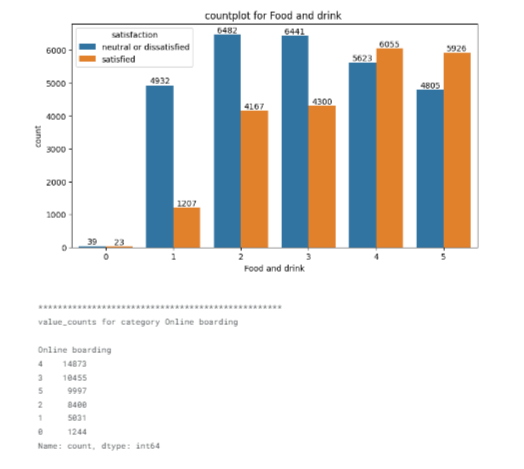 countplot for Food and drink
satisfaction
neutral or dissatisfied
satisfied
6482
6441
6055
5926
5623
4932
4805
4167
4300
1207
39
23
6000
5000
4000
3000
2000
1000
0
count
0 1 2 3 4 5
Food and drink
**************************************************
value_counts for category Online boarding
Online boarding
4 14873
3 10455
5 9997
2 8400
1 5031
0 1244
Name: count, dtype: int64